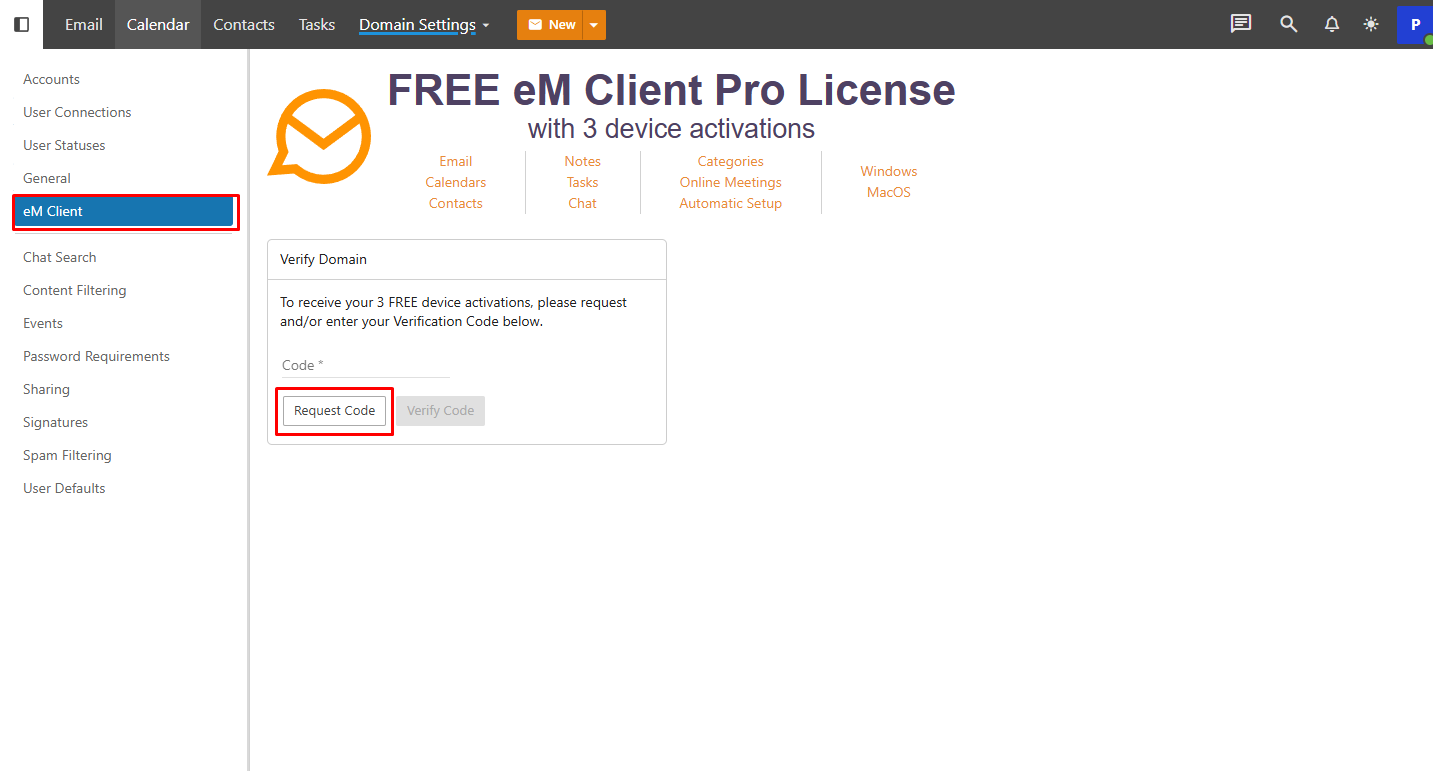 Email Calendar Contacts Tasks Domain Settings New P
Accounts
User Connections
User Statuses
General
eM Client
Chat Search
Content Filtering
Events
Password Requirements
Sharing
Signatures
Spam Filtering
User Defaults
FREE eM Client Pro License
with 3 device activations
Email
Calendars
Contacts
Notes
Tasks
Chat
Categories
Online Meetings
Automatic Setup
Windows
MacOS
Verify Domain
To receive your 3 FREE device activations, please request
and/or enter your Verification Code below.
Code *
Request Code Verify Code